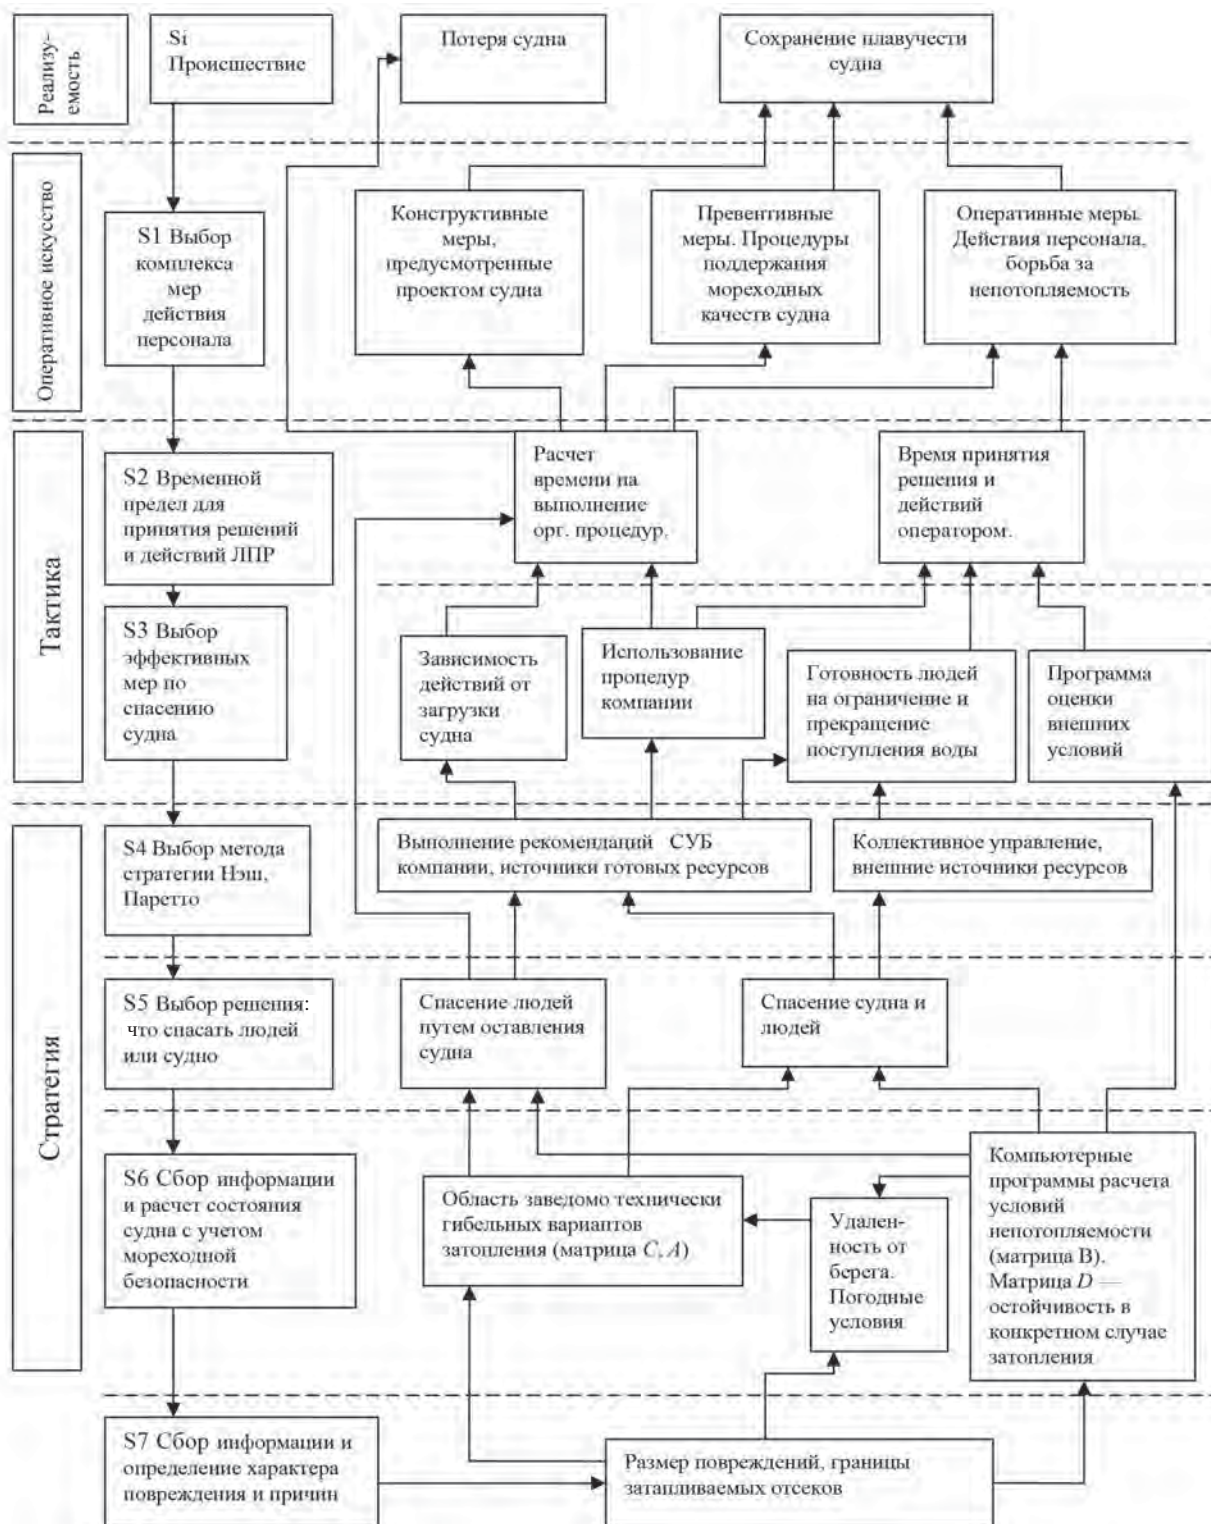 Реализу-
емость
Si
Происшествие
Потеря судна
Сохранение плавучести
судна
Оперативное искусство
S1 Выбор
комплекса
мер
действия
персонала
Конструктивные
меры,
предусмотренные
проектом судна
Превентивные
меры. Процедуры
поддержания
мореходных
качеств судна
Оперативные меры.
Действия персонала,
борьба за
непотопляемость
Тактика
S2 Временной
предел для
принятия решений
и действий ЛПР
Расчет
времени на
выполнение
орг. процедур.
Время принятия
решения и
действий
оператором.
S3 Выбор
эффективных
мер по
спасению
судна
Зависимость
действий от
загрузки
судна
Использование
процедур
компании
Готовность людей
на ограничение и
прекращение
поступления воды
Программа
оценки
внешних
условий
Стратегия
S4 Выбор метода
стратегии Нэш,
Паретто
Выполнение рекомендаций СУБ
компании, источники готовых ресурсов
Коллективное управление,
внешние источники ресурсов
S5 Выбор решения:
что спасать людей
или судно
Спасение людей
путем оставления
судна
Спасение судна и
людей
S6 Сбор информации
и расчет состояния
судна с учетом
мореходной
безопасности
Область заведомо технически
гибельных вариантов
затопления (матрица C, A)
Удален-
ность от
берега.
Погодные
условия
Компьютерные
программы расчета
условий
непотопляемости
(матрица В).
Матрица D —
остойчивость в
конкретном случае
затопления
S7 Сбор информации и
определение характера
повреждения и причин
Размер повреждений, границы
затапливаемых отсеков